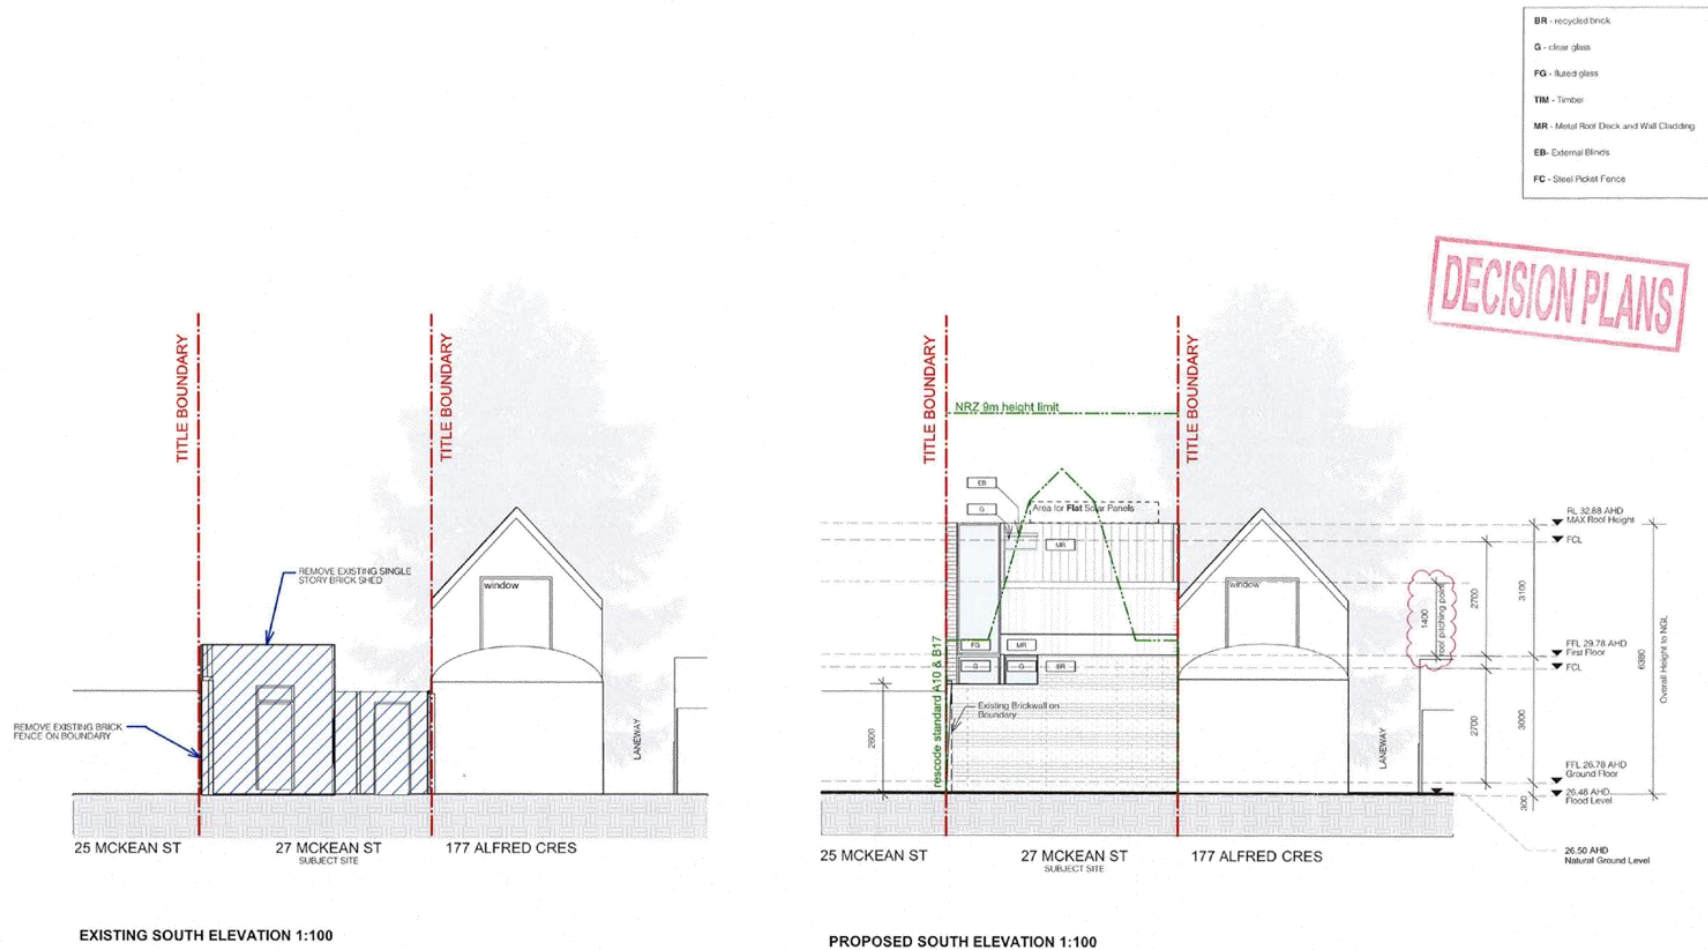 BR - recycled brick
G - clear glass
FG - fluted glass
TIM - Timber
MR - Metal Roof Deck and Wall Cladding
EB- External Blinds
FC - Steel Picket Fence
DECISION PLANS
TITLE BOUNDARY
TITLE BOUNDARY
REMOVE EXISTING SINGLE
STORY BRICK SHED
window
REMOVE EXISTING BRICK
FENCE ON BOUNDARY
LANEWAY
25 MCKEAN ST
27 MCKEAN ST
SUBJECT SITE
177 ALFRED CRES
EXISTING SOUTH ELEVATION 1:100
TITLE BOUNDARY
TITLE BOUNDARY
NRZ 9m height limit
EB
G
Area for Flat Solar Panels
MR
window
FG
MR
G
G
BR
rescode standard A10 & B17
Existing Brickwall on
Boundary
2600
LANEWAY
1400
roof pitching point
2700
2700
3100
3000
300
6380
Overall Height to NGL
RL 32.88 AHD
MAX Roof Height
FCL
FFL 29.78 AHD
First Floor
FCL
FFL 26.78 AHD
Ground Floor
26.48 AHD
Flood Level
26.50 AHD
Natural Ground Level
25 MCKEAN ST
27 MCKEAN ST
SUBJECT SITE
177 ALFRED CRES
PROPOSED SOUTH ELEVATION 1:100